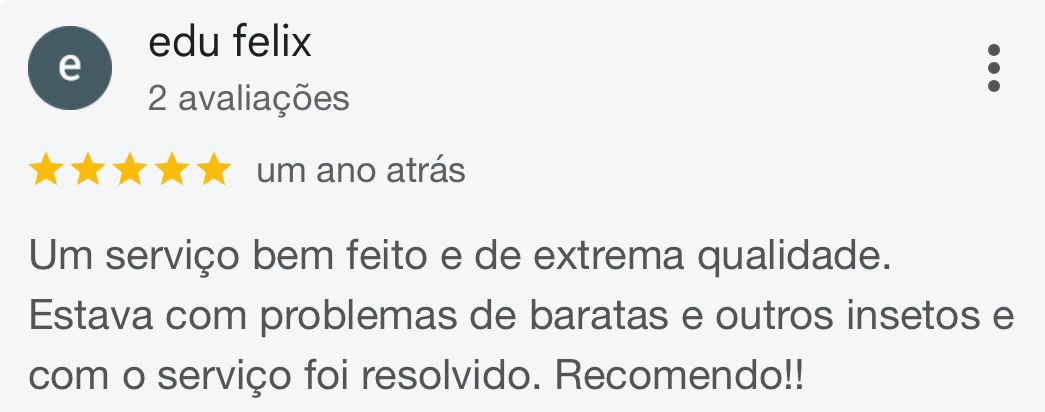 e
edu felix
2 avaliações
um ano atrás
Um serviço bem feito e de extrema qualidade.
Estava com problemas de baratas e outros insetos e
com o serviço foi resolvido. Recomendo!!